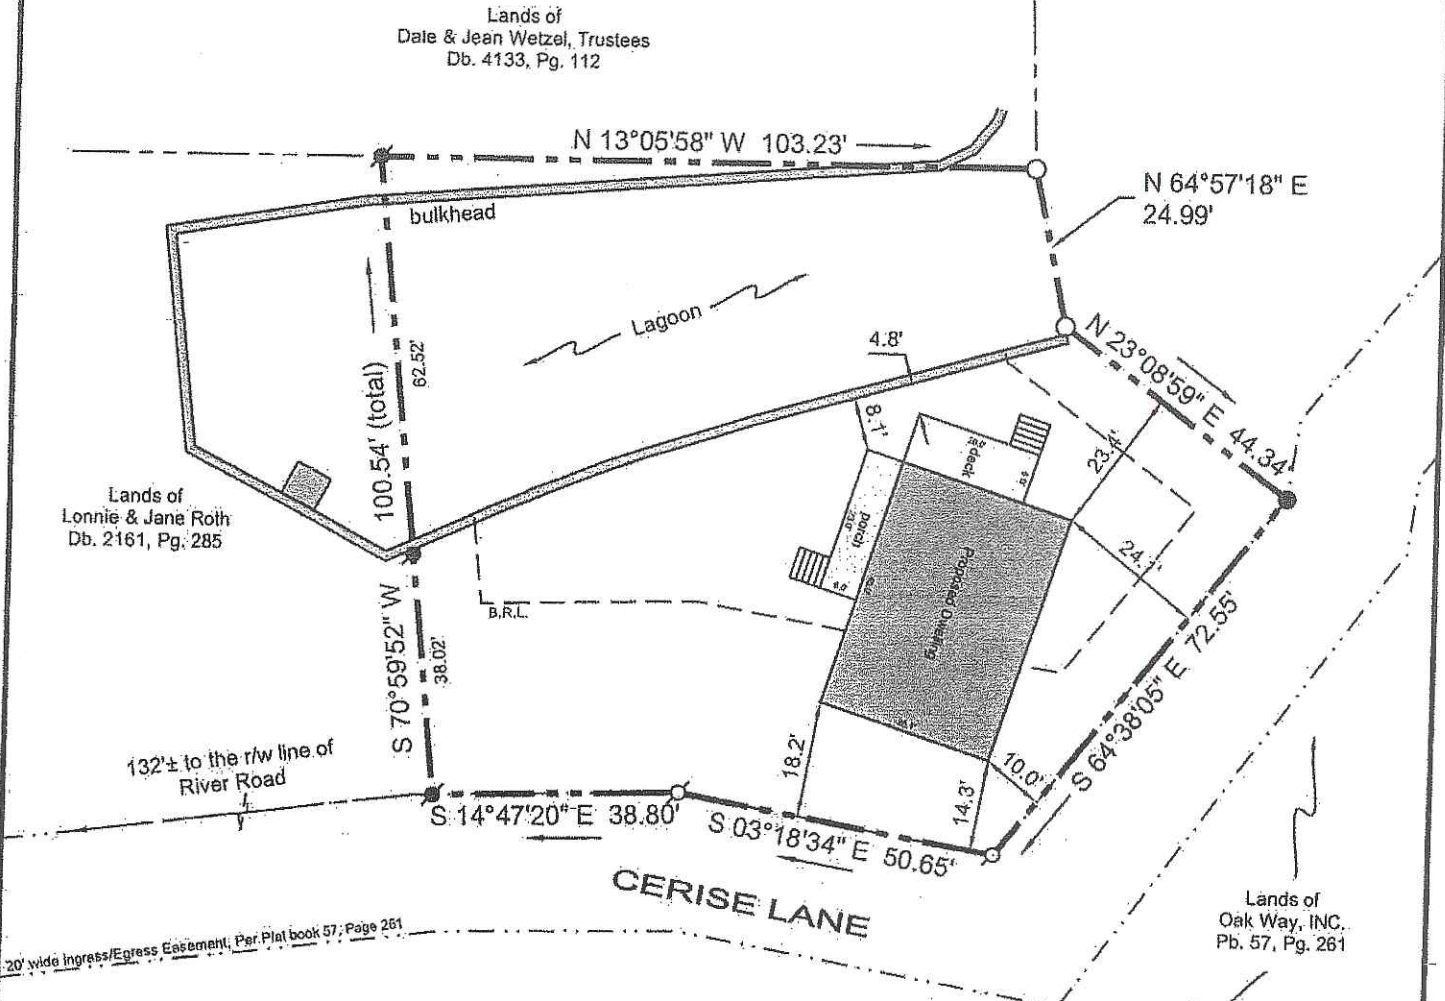 Lands of
Dale & Jean Wetzel, Trustees
Db. 4133, Pg. 112
N 13°05'58" W 103.23'
N 64°57'18" E
24.99'
bulkhead
Lagoon
4.8'
N 23°08'59" E 44.34'
100.54' (total)
62.52'
8.1'
deck
23.4'
Lands of
Lonnie & Jane Roth
Db. 2161, Pg. 285
porch
Proposed Dwelling
B.R.L.
S 70°59'52" W
38.02'
S 64°38'05" E 72.55'
132'± to the r/w line of
River Road
18.2'
10.0'
14.3'
S 14°47'20" E 38.80'
S 03°18'34" E 50.65'
CERISE LANE
Lands of
Oak Way, INC.
Pb. 57, Pg. 261
20' wide Ingress/Egress Easement, Per Plat book 57, Page 261